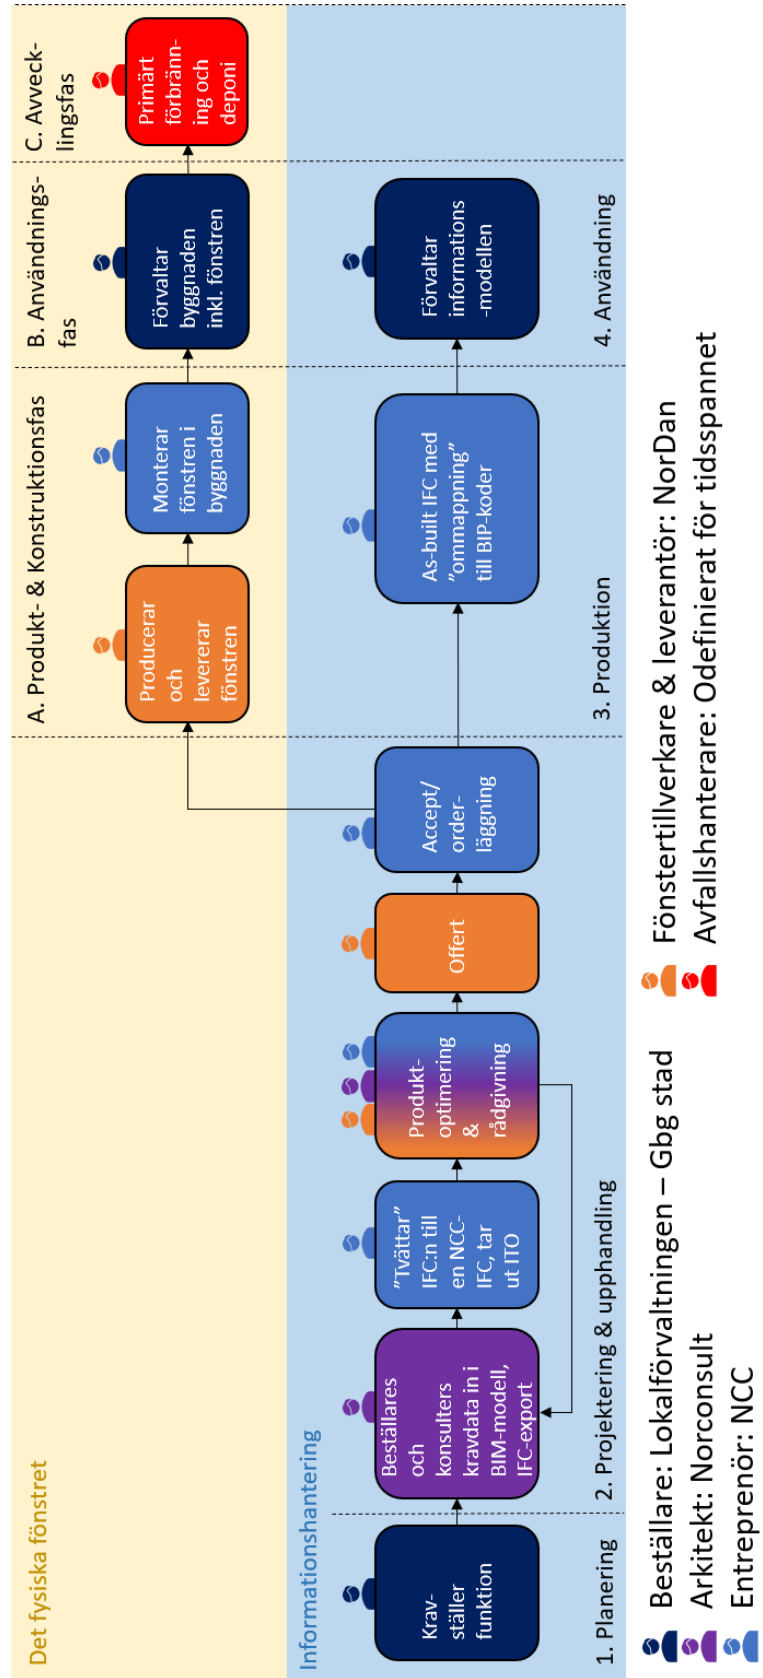 Det fysiska fönstret
A. Produkt- & Konstruktionsfas
B. Användnings-
fas
C. Avveck-
lingsfas
Producerar
och
levererar
fönstren
Monterar
fönstren i
byggnaden
Förvaltar
byggnaden
inkl. fönstren
Primärt
förbränn-
ing och
deponi
Informationshantering
Krav-
ställer
funktion
Beställares
och
konsulters
kravdata in i
BIM-modell,
IFC-export
”Tvättar”
IFC:n till
en NCC-
IFC, tar
ut ITO
Produkt-
optimering
&
rådgivning
Offert
Accept/
order-
läggning
As-built IFC med
”ommappning”
till BIP-koder
Förvaltar
informations
-modellen
1. Planering
2. Projektering & upphandling
3. Produktion
4. Användning
Beställare: Lokalförvaltningen – Gbg stad
Arkitekt: Norconsult
Entreprenör: NCC
Fönstertillverkare & leverantör: NorDan
Avfallshanterare: Odefinierat för tidsspannet